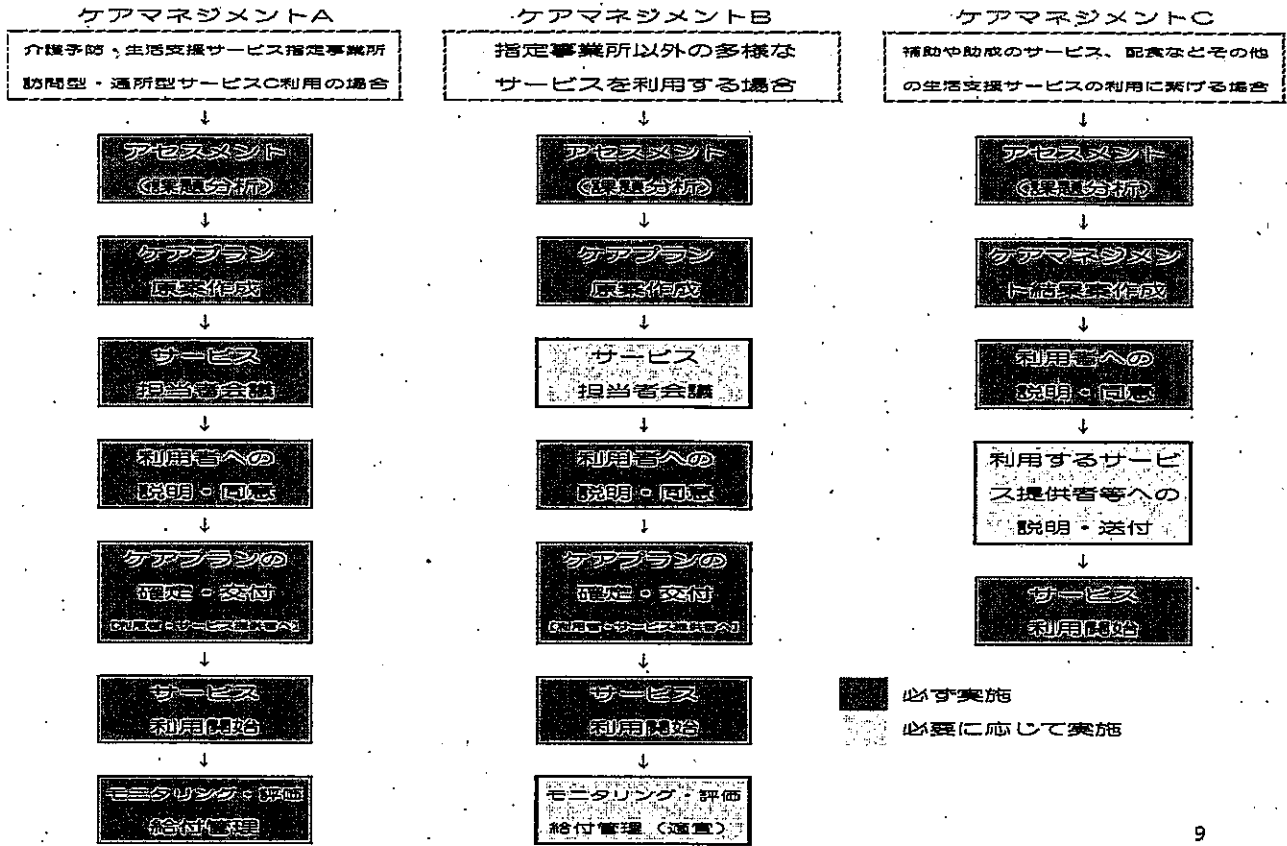 ケアマネジメントA
介護予防・生活支援サービス指定事業所
訪問型・通所型サービスC利用の場合
↓
アセスメント
(課題分析)
↓
ケアプラン
原案作成
↓
サービス
担当者会議
↓
利用者への
説明・同意
↓
ケアプランの
確定・交付
【利用者・サービス提供者へ】
↓
サービス
利用開始
↓
モニタリング・評価
給付管理
ケアマネジメントB
指定事業所以外の多様な
サービスを利用する場合
↓
アセスメント
(課題分析)
↓
ケアプラン
原案作成
↓
サービス
担当者会議
↓
利用者への
説明・同意
↓
ケアプランの
確定・交付
【利用者・サービス提供者へ】
↓
サービス
利用開始
↓
モニタリング・評価
給付管理(適宜)
ケアマネジメントC
補助や助成のサービス、配食などその他
の生活支援サービスの利用に繋げる場合
↓
アセスメント
(課題分析)
↓
ケアマネジメン
ト結果案作成
↓
利用者への
説明・同意
↓
利用するサービ
ス提供者等への
説明・送付
↓
サービス
利用開始
必ず実施
必要に応じて実施
9